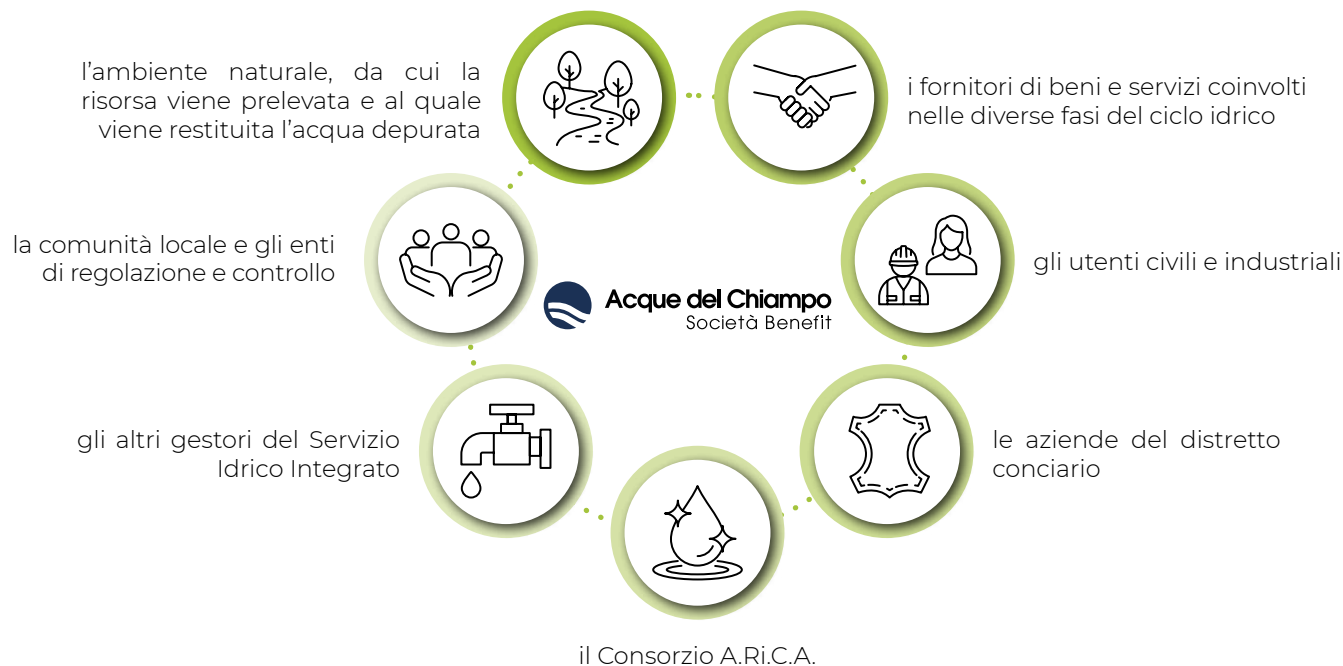 l'ambiente naturale, da cui la
risorsa viene prelevata e al quale
viene restituita l'acqua depurata
i fornitori di beni e servizi coinvolti
nelle diverse fasi del ciclo idrico
la comunità locale e gli enti
di regolazione e controllo
gli utenti civili e industriali
Acque del Chiampo
Società Benefit
gli altri gestori del Servizio
Idrico Integrato
le aziende del distretto
conciario
il Consorzio A.Ri.C.A.